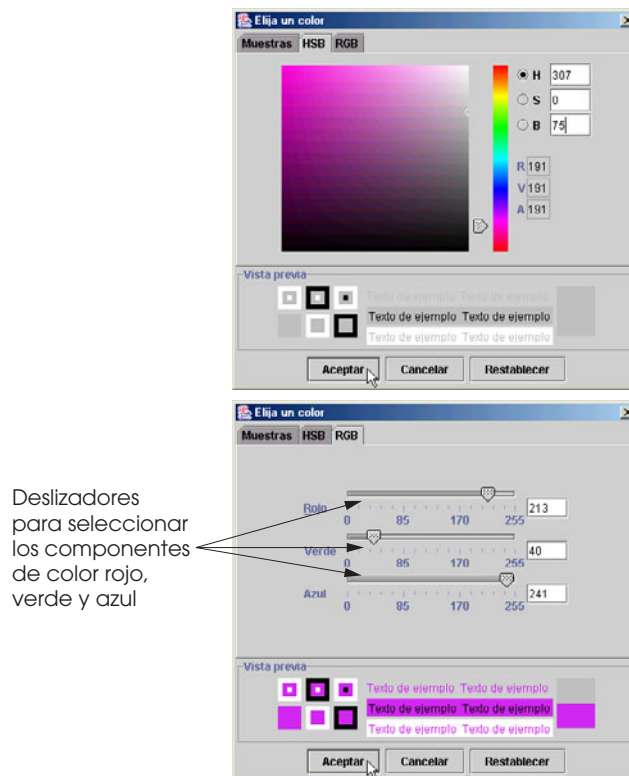 Elija un color
Muestras HSB RGB
H 307
S 0
B 75
R 191
V 191
A 191
Vista previa
Texto de ejemplo Texto de ejemplo
Texto de ejemplo Texto de ejemplo
Texto de ejemplo Texto de ejemplo
Aceptar Cancelar Restablecer
Elija un color
Muestras HSB RGB
Deslizadores
para seleccionar
los componentes
de color rojo,
verde y azul
Rojo 213
0 85 170 255
Verde 40
0 85 170 255
Azul 241
0 85 170 255
Vista previa
Texto de ejemplo Texto de ejemplo
Texto de ejemplo Texto de ejemplo
Texto de ejemplo Texto de ejemplo
Aceptar Cancelar Restablecer